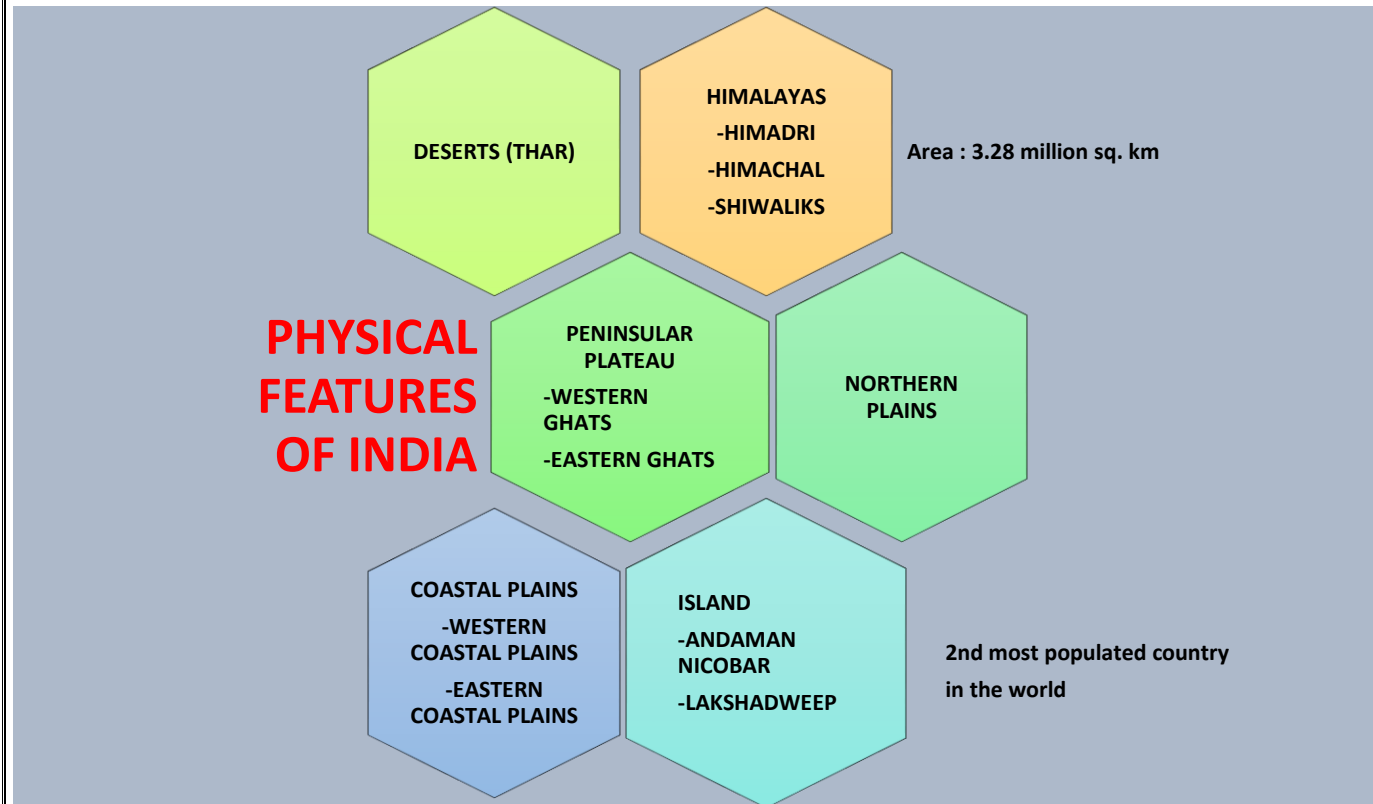 DESERTS (THAR)
HIMALAYAS
-HIMADRI
-HIMACHAL
-SHIWALIKS
Area : 3.28 million sq. km
PHYSICAL
FEATURES
OF INDIA
PENINSULAR
PLATEAU
-WESTERN
GHATS
-EASTERN GHATS
NORTHERN
PLAINS
COASTAL PLAINS
-WESTERN
COASTAL PLAINS
-EASTERN
COASTAL PLAINS
ISLAND
-ANDAMAN
NICOBAR
-LAKSHADWEEP
2nd most populated country
in the world